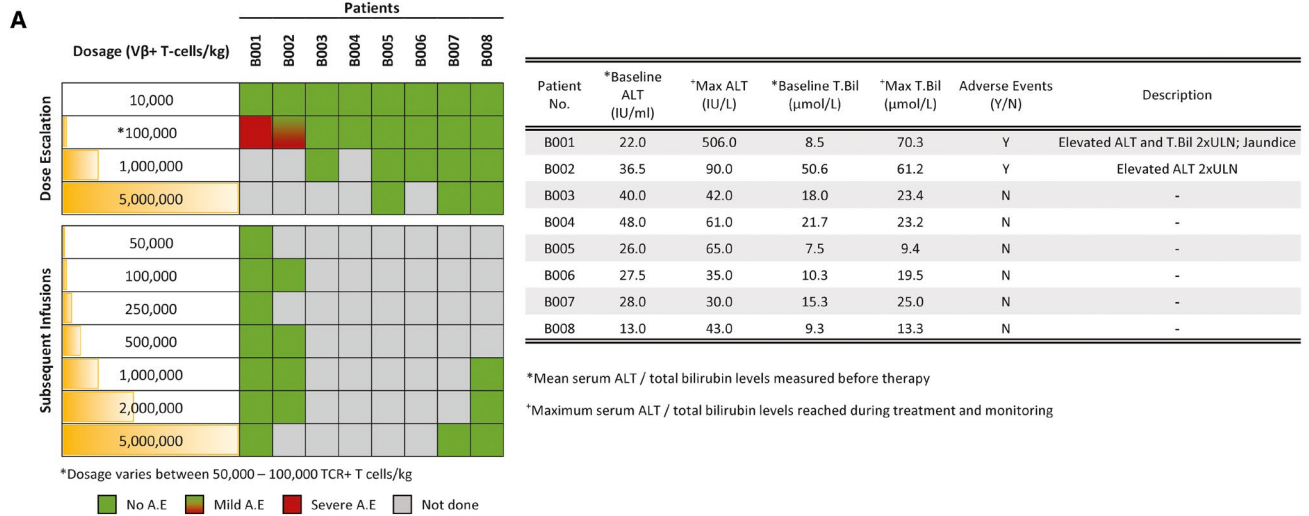 A
Patients
Dosage (Vβ+ T-cells/kg)
B001 B002 B003 B004 B005 B006 B007 B008
Dose Escalation
10,000
*100,000
1,000,000
5,000,000
Subsequent Infusions
50,000
100,000
250,000
500,000
1,000,000
2,000,000
5,000,000
*Dosage varies between 50,000 – 100,000 TCR+ T cells/kg
No A.E Mild A.E Severe A.E Not done
Patient No. *Baseline ALT (IU/ml) +Max ALT (IU/L) *Baseline T.Bil (μmol/L) +Max T.Bil (μmol/L) Adverse Events (Y/N) Description
B001 22.0 506.0 8.5 70.3 Y Elevated ALT and T.Bil 2xULN; Jaundice
B002 36.5 90.0 50.6 61.2 Y Elevated ALT 2xULN
B003 40.0 42.0 18.0 23.4 N -
B004 48.0 61.0 21.7 23.2 N -
B005 26.0 65.0 7.5 9.4 N -
B006 27.5 35.0 10.3 19.5 N -
B007 28.0 30.0 15.3 25.0 N -
B008 13.0 43.0 9.3 13.3 N -
*Mean serum ALT / total bilirubin levels measured before therapy
+Maximum serum ALT / total bilirubin levels reached during treatment and monitoring